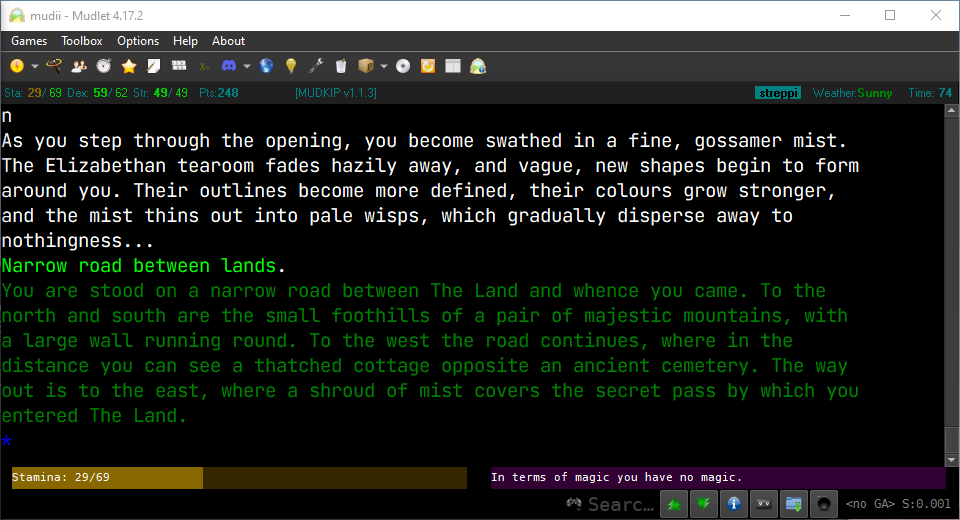 mudii - Mudlet 4.17.2
Games Toolbox Options Help About
Sta: 29/ 69 Dex: 59/ 62 Str: 49/ 49 Pts:248 [MUDKIP v1.1.3] streppi Weather:Sunny Time: 74
n
As you step through the opening, you become swathed in a fine, gossamer mist.
The Elizabethan tearoom fades hazily away, and vague, new shapes begin to form
around you. Their outlines become more defined, their colours grow stronger,
and the mist thins out into pale wisps, which gradually disperse away to
nothingness...
Narrow road between lands.
You are stood on a narrow road between The Land and whence you came. To the
north and south are the small foothills of a pair of majestic mountains, with
a large wall running round. To the west the road continues, where in the
distance you can see a thatched cottage opposite an ancient cemetery. The way
out is to the east, where a shroud of mist covers the secret pass by which you
entered The Land.
*
Stamina: 29/69 In terms of magic you have no magic.
Searc... <no GA> S:0.001